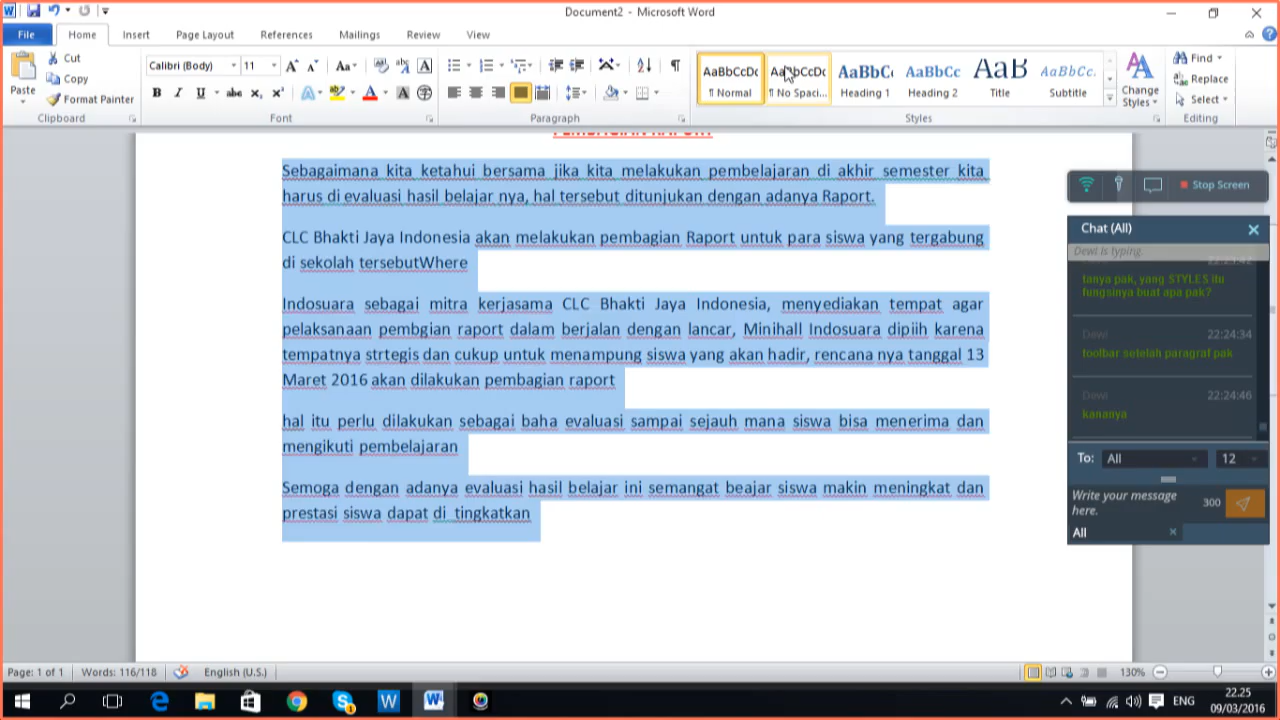 Document2 - Microsoft Word
File Home Insert Page Layout References Mailings Review View
Paste
Cut
Copy
Format Painter
Clipboard
Calibri (Body) 11
Font
Paragraph
AaBbCcDc AaBbCcDc AaBbC AaBbCc AaB AaBbCc.
¶ Normal ¶ No Spaci... Heading 1 Heading 2 Title Subtitle
Change Styles
Styles
Find
Replace
Select
Editing
PEMBAGIAN RAPORT
Sebagaimana kita ketahui bersama jika kita melakukan pembelajaran di akhir semester kita
harus di evaluasi hasil belajar nya, hal tersebut ditunjukan dengan adanya Raport.
CLC Bhakti Jaya Indonesia akan melakukan pembagian Raport untuk para siswa yang tergabung
di sekolah tersebutWhere
Indosuara sebagai mitra kerjasama CLC Bhakti Jaya Indonesia, menyediakan tempat agar
pelaksanaan pembgian raport dalam berjalan dengan lancar, Minihall Indosuara dipiih karena
tempatnya strtegis dan cukup untuk menampung siswa yang akan hadir, rencana nya tanggal 13
Maret 2016 akan dilakukan pembagian raport
hal itu perlu dilakukan sebagai baha evaluasi sampai sejauh mana siswa bisa menerima dan
mengikuti pembelajaran
Semoga dengan adanya evaluasi hasil belajar ini semangat beajar siswa makin meningkat dan
prestasi siswa dapat di tingkatkan
Stop Screen
Chat (All)
Dewi is typing.
tanya pak, yang STYLES itu
fungsinya buat apa pak?
Dewi 22:24:34
toolbar setelah paragraf pak
Dewi 22:24:46
kananya
To: All 12
Write your message
here.
300
All
Page: 1 of 1 Words: 116/118 English (U.S.) 130%
ENG
22.25
09/03/2016